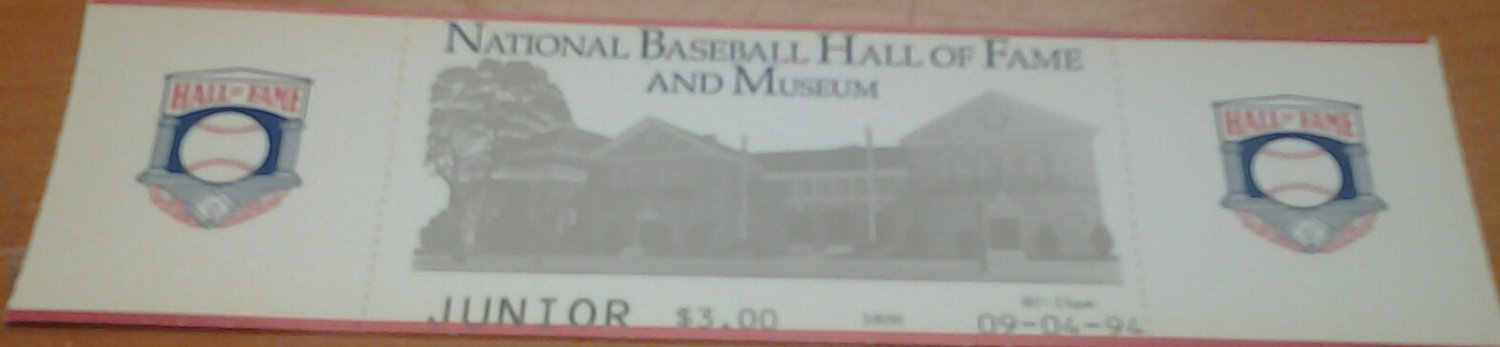 NATIONAL BASEBALL HALL OF FAME
AND MUSEUM
HALL OF FAME
HALL OF FAME
JUNIOR $3.00 09-04-94